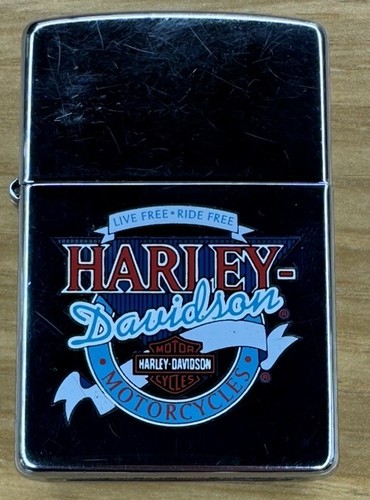 LIVE FREE • RIDE FREE
HARLEY-
Davidson®
MOTOR
HARLEY-DAVIDSON
CYCLES
• MOTORCYCLES • ®